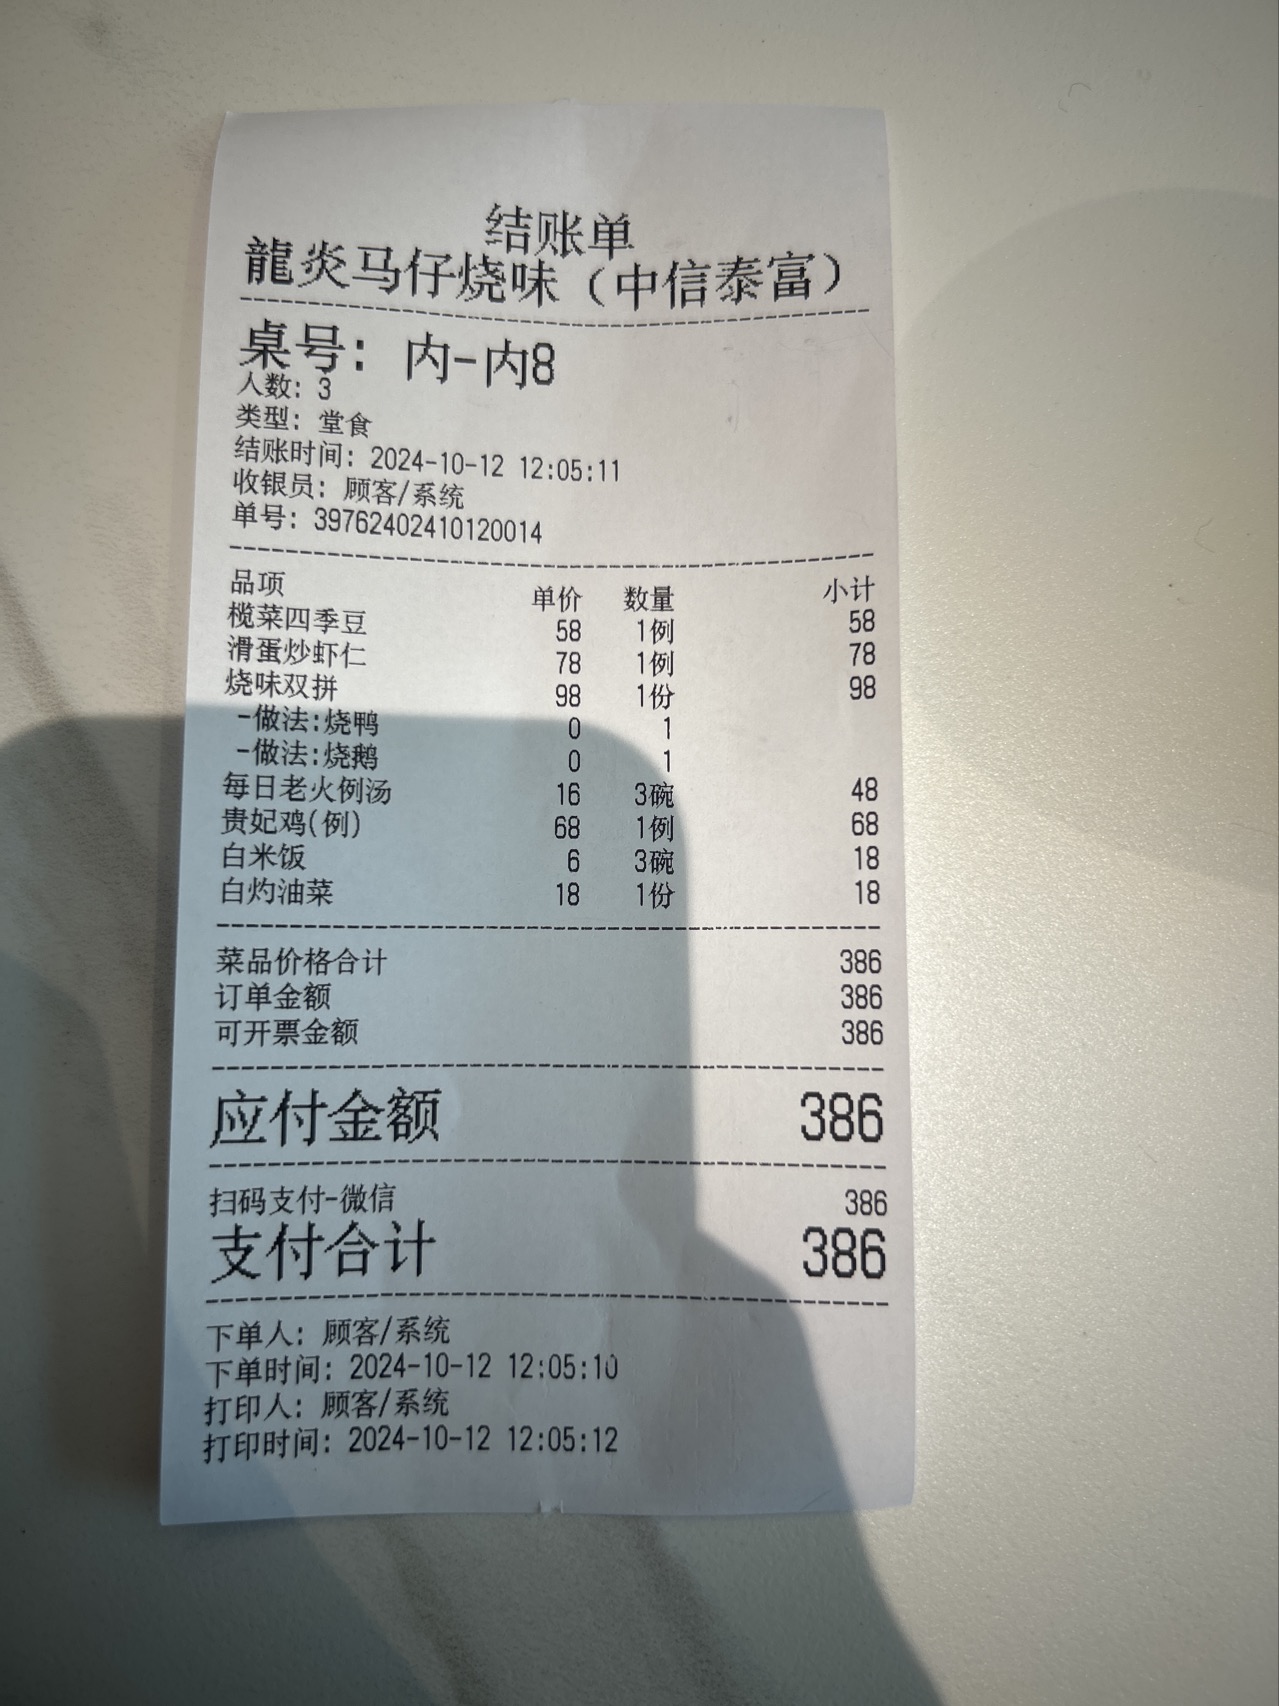 结账单
龍炎马仔烧味（中信泰富）
桌号: 内-内8
人数: 3
类型: 堂食
结账时间: 2024-10-12 12:05:11
收银员: 顾客/系统
单号: 39762402410120014
品项 单价 数量 小计
榄菜四季豆 58 1例 58
滑蛋炒虾仁 78 1例 78
烧味双拼 98 1份 98
-做法:烧鸭 0 1
-做法:烧鹅 0 1
每日老火例汤 16 3碗 48
贵妃鸡(例) 68 1例 68
白米饭 6 3碗 18
白灼油菜 18 1份 18
菜品价格合计 386
订单金额 386
可开票金额 386
应付金额 386
扫码支付-微信 386
支付合计 386
下单人: 顾客/系统
下单时间: 2024-10-12 12:05:10
打印人: 顾客/系统
打印时间: 2024-10-12 12:05:12